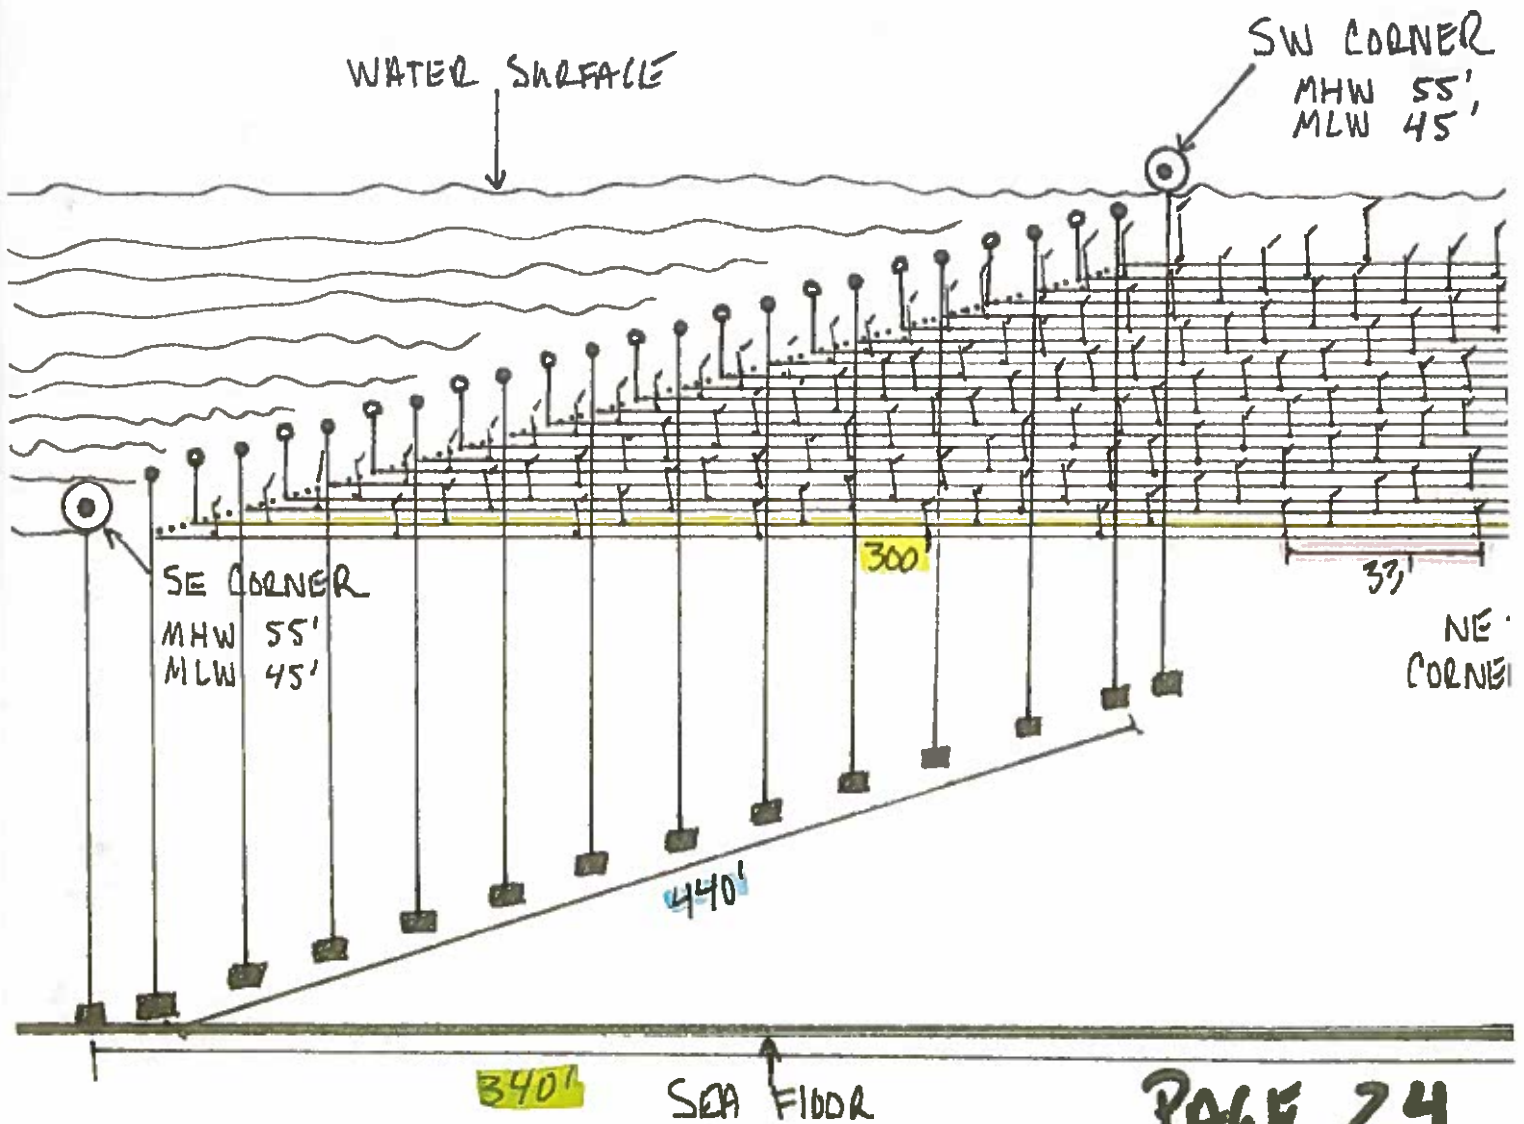 WATER SURFACE
SW CORNER
MHW 55'
MLW 45'
300'
33'
SE CORNER
MHW 55'
MLW 45'
NE
440'
340'
SEA FLOOR
PAGE 24